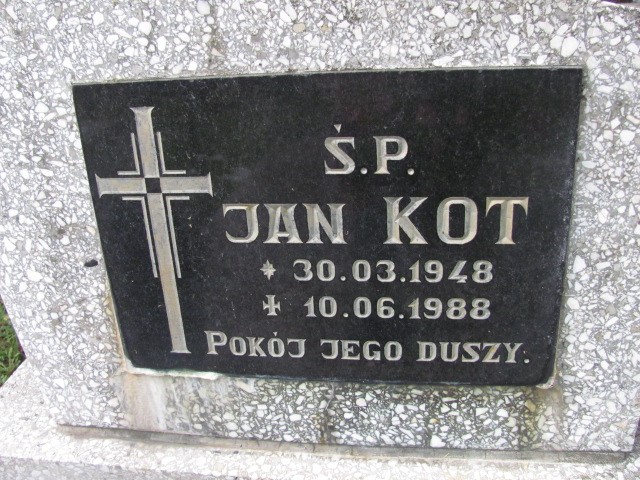 Ś.P.
JAN KOT
* 30.03.1948
✝ 10.06.1988
POKÓJ JEGO DUSZY.